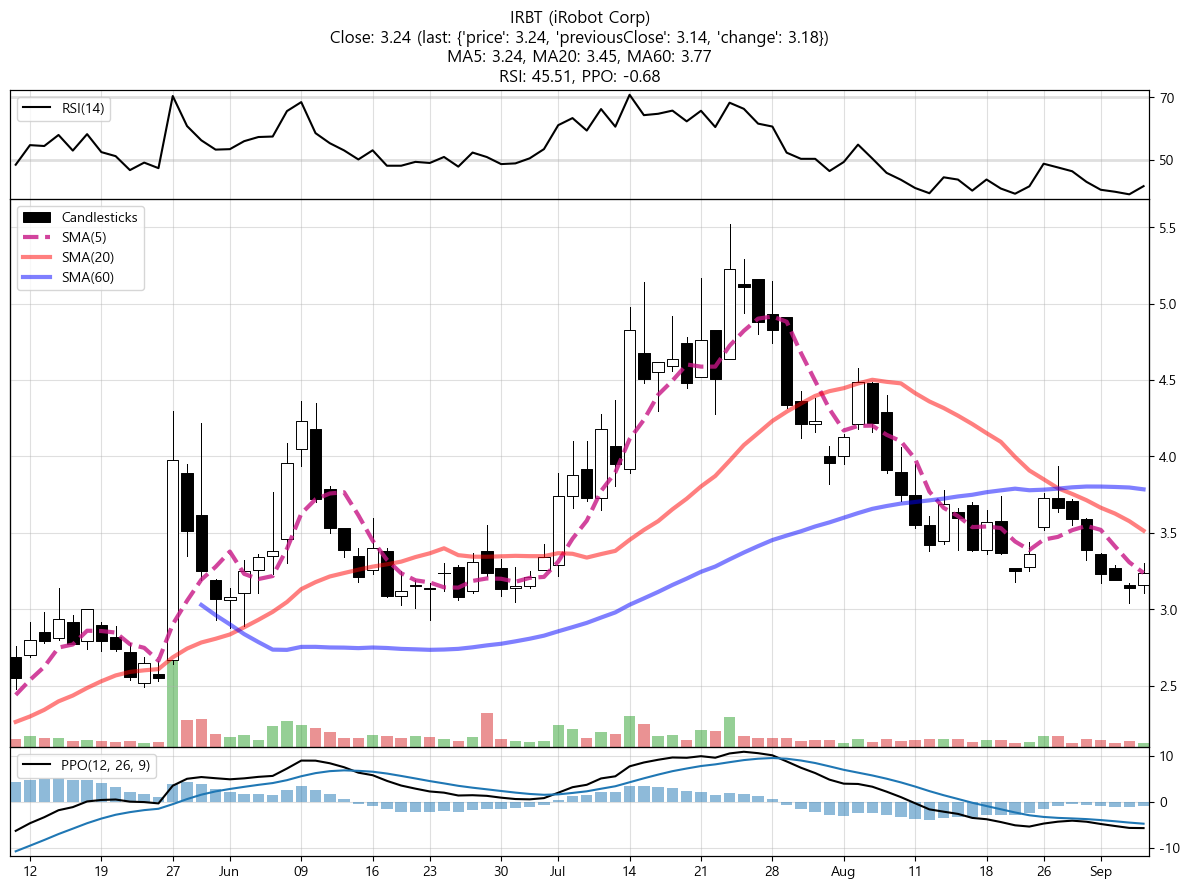 IRBT (iRobot Corp)
Close: 3.24 (last: {'price': 3.24, 'previousClose': 3.14, 'change': 3.18})
MA5: 3.24, MA20: 3.45, MA60: 3.77
RSI: 45.51, PPO: -0.68
RSI(14)
70
50
Candlesticks
SMA(5)
SMA(20)
SMA(60)
5.5
5.0
4.5
4.0
3.5
3.0
2.5
PPO(12, 26, 9)
10
0
-10
12 19 27 Jun 09 16 23 30 Jul 14 21 28 Aug 11 18 26 Sep